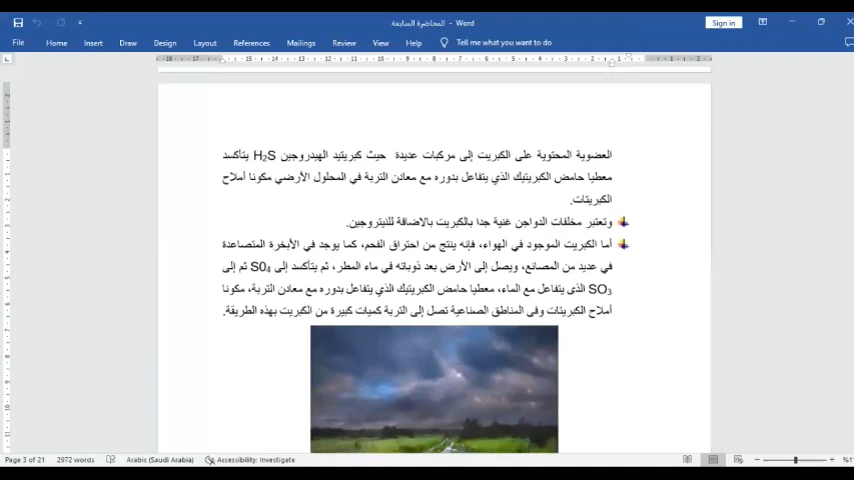 المحاضرة السابعة - Word
Sign in
File Home Insert Draw Design Layout References Mailings Review View Help Tell me what you want to do
العضوية المحتوية على الكبريت إلى مركبات عديدة حيث كبريتيد الهيدروجين H2S يتأكسد
معطيا حامض الكبريتيك الذي يتفاعل بدوره مع معادن التربة في المحلول الأرضي مكونا أملاح
الكبريتات.
وتعتبر مخلفات الدواجن غنية جدا بالكبريت بالاضافة للنيتروجين.
أما الكبريت الموجود في الهواء، فإنه ينتج من احتراق الفحم، كما يوجد في الأبخرة المتصاعدة
في عديد من المصانع، ويصل إلى الأرض بعد ذوبانه في ماء المطر، ثم يتأكسد إلى S04 ثم إلى
SO3 الذى يتفاعل مع الماء، معطيا حامض الكبريتيك الذي يتفاعل بدوره مع معادن التربة، مكونا
أملاح الكبريتات وفى المناطق الصناعية تصل إلى التربة كميات كبيرة من الكبريت بهذه الطريقة.
Page 3 of 21 2972 words Arabic (Saudi Arabia) Accessibility: Investigate